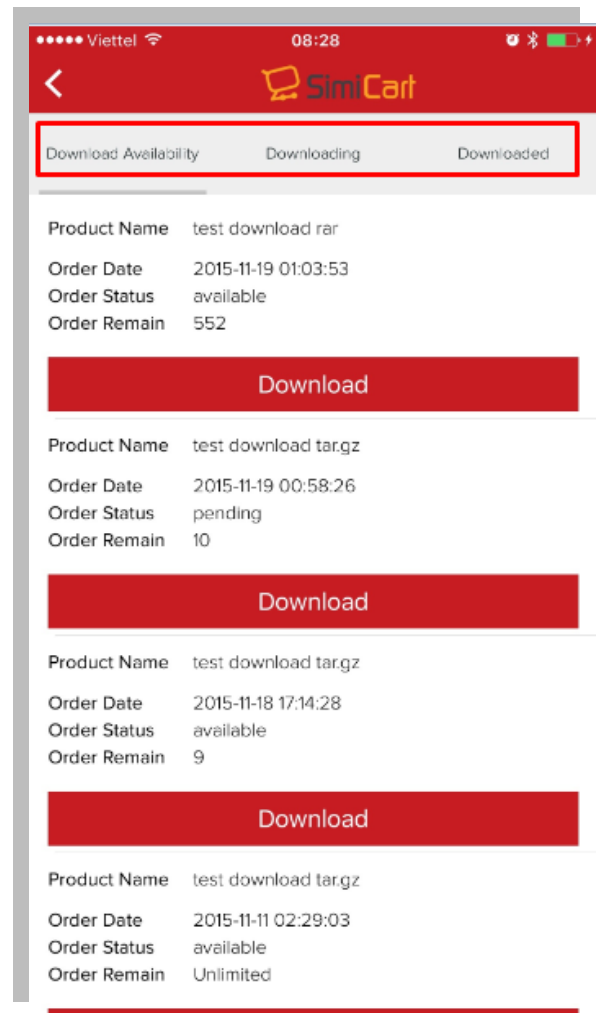 Viettel 08:28
SimiCart
Download Availability Downloading Downloaded
Product Name test download rar
Order Date 2015-11-19 01:03:53
Order Status available
Order Remain 552
Download
Product Name test download tar.gz
Order Date 2015-11-19 00:58:26
Order Status pending
Order Remain 10
Download
Product Name test download tar.gz
Order Date 2015-11-18 17:14:28
Order Status available
Order Remain 9
Download
Product Name test download tar.gz
Order Date 2015-11-11 02:29:03
Order Status available
Order Remain Unlimited